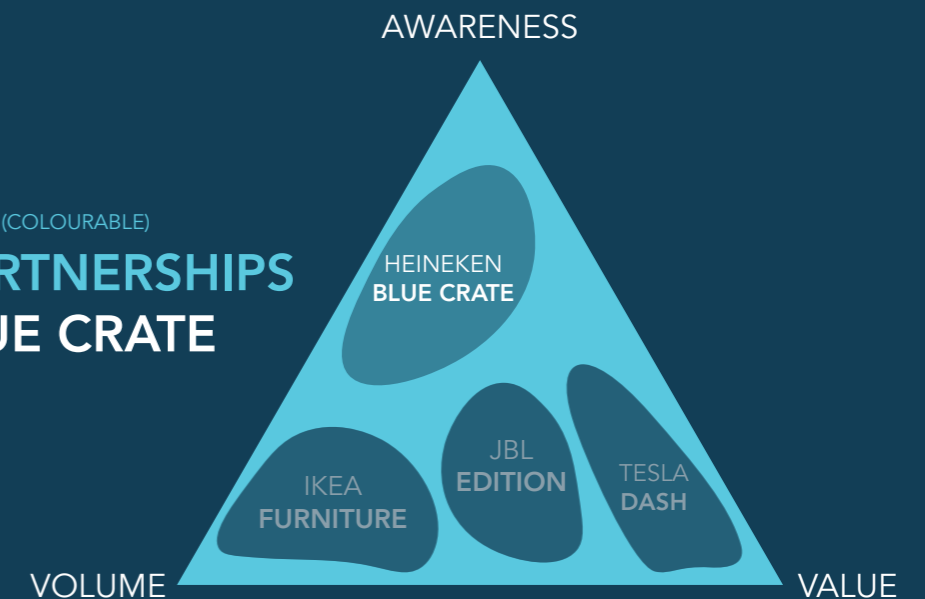 AWARENESS
(COLOURABLE)
RTNERSHIPS
UE CRATE
HEINEKEN
BLUE CRATE
JBL
EDITION
TESLA
DASH
IKEA
FURNITURE
VOLUME
VALUE